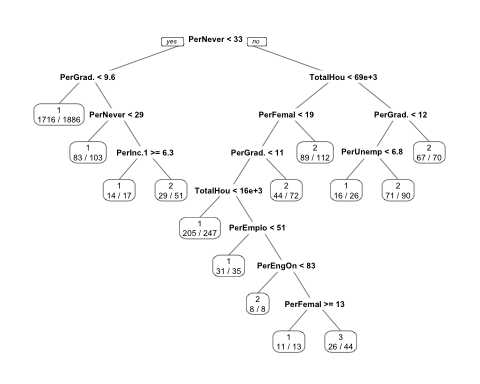 yes PerNever < 33 no
PerGrad. < 9.6
TotalHou < 69e+3
1
1716 / 1886
PerNever < 29
PerFemal < 19
PerGrad. < 12
1
83 / 103
PerInc.1 >= 6.3
PerGrad. < 11
2
89 / 112
PerUnemp < 6.8
2
67 / 70
1
14 / 17
2
29 / 51
TotalHou < 16e+3
2
44 / 72
1
16 / 26
2
71 / 90
1
205 / 247
PerEmplo < 51
1
31 / 35
PerEngOn < 83
2
8 / 8
PerFemal >= 13
1
11 / 13
3
26 / 44